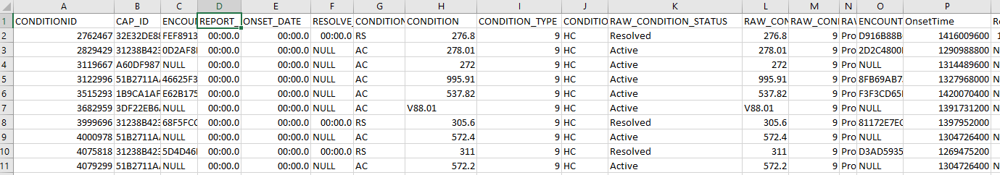 A B C D E F G H I J K L M N O P
1 CONDITIONID CAP_ID ENCOU REPORT_ ONSET_DATE RESOLVE_ CONDITION CONDITION CONDITION_TYPE CONDITIO RAW_CONDITION_STATUS RAW_CON RAW_CON RAV ENCOUNT OnsetTime
2 2762467 32E32DE88 FEF8913 00:00.0 00:00.0 00:00.0 RS 276.8 9 HC Resolved 276.8 9 Pro D916B88B 1416009600 1
3 2829429 31238B423 0D2AF8 00:00.0 00:00.0 NULL AC 278.01 9 HC Active 278.01 9 Pro 2D2C4800 1290988800 N
4 3119667 A60DF987 NULL 00:00.0 00:00.0 NULL AC 272 9 HC Active 272 9 Pro NULL 1314489600 N
5 3122996 51B2711A 46625F3 00:00.0 00:00.0 NULL AC 995.91 9 HC Active 995.91 9 Pro 8FB69AB7 1327968000 N
6 3515293 1B9CA1AF E62B175 00:00.0 00:00.0 NULL AC 537.82 9 HC Active 537.82 9 Pro F3F3CD65 1420070400 N
7 3682959 3DF22EB6 NULL 00:00.0 00:00.0 NULL AC V88.01 9 HC Active V88.01 9 Pro NULL 1391731200 N
8 3999696 31238B423 68F5FCC 00:00.0 00:00.0 00:00.0 RS 305.6 9 HC Resolved 305.6 9 Pro 81172E7E 1397952000
9 4000978 51B2711A NULL 00:00.0 00:00.0 NULL AC 572.4 9 HC Active 572.4 9 Pro NULL 1304726400 N
10 4075818 31238B423 5D4D46 00:00.0 00:00.0 00:00.0 RS 311 9 HC Resolved 311 9 Pro D3AD5935 1269475200
11 4079299 51B2711A NULL 00:00.0 00:00.0 NULL AC 572.2 9 HC Active 572.2 9 Pro NULL 1304726400 N